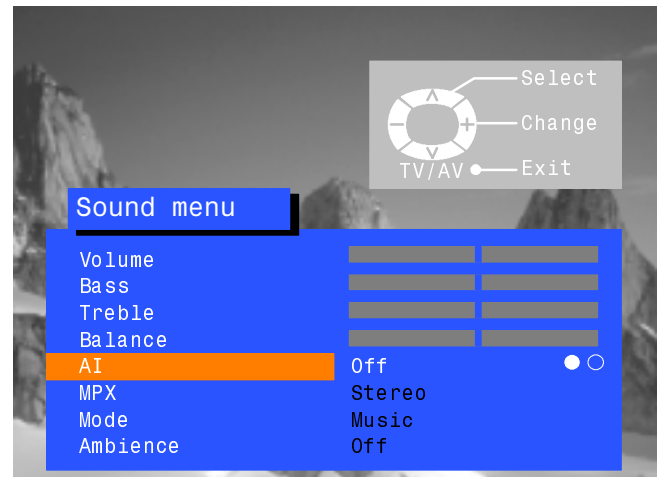 Select
Change
TV/AV Exit
Sound menu
Volume
Bass
Treble
Balance
AI Off
MPX Stereo
Mode Music
Ambience Off